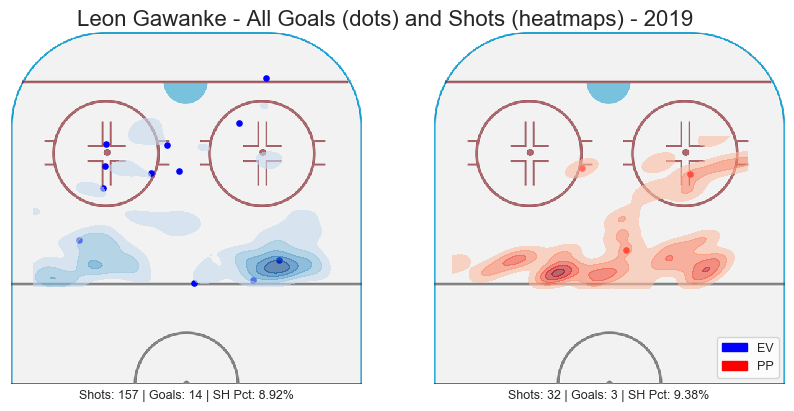 Leon Gawanke - All Goals (dots) and Shots (heatmaps) - 2019
EV
PP
Shots: 157 | Goals: 14 | SH Pct: 8.92%
Shots: 32 | Goals: 3 | SH Pct: 9.38%